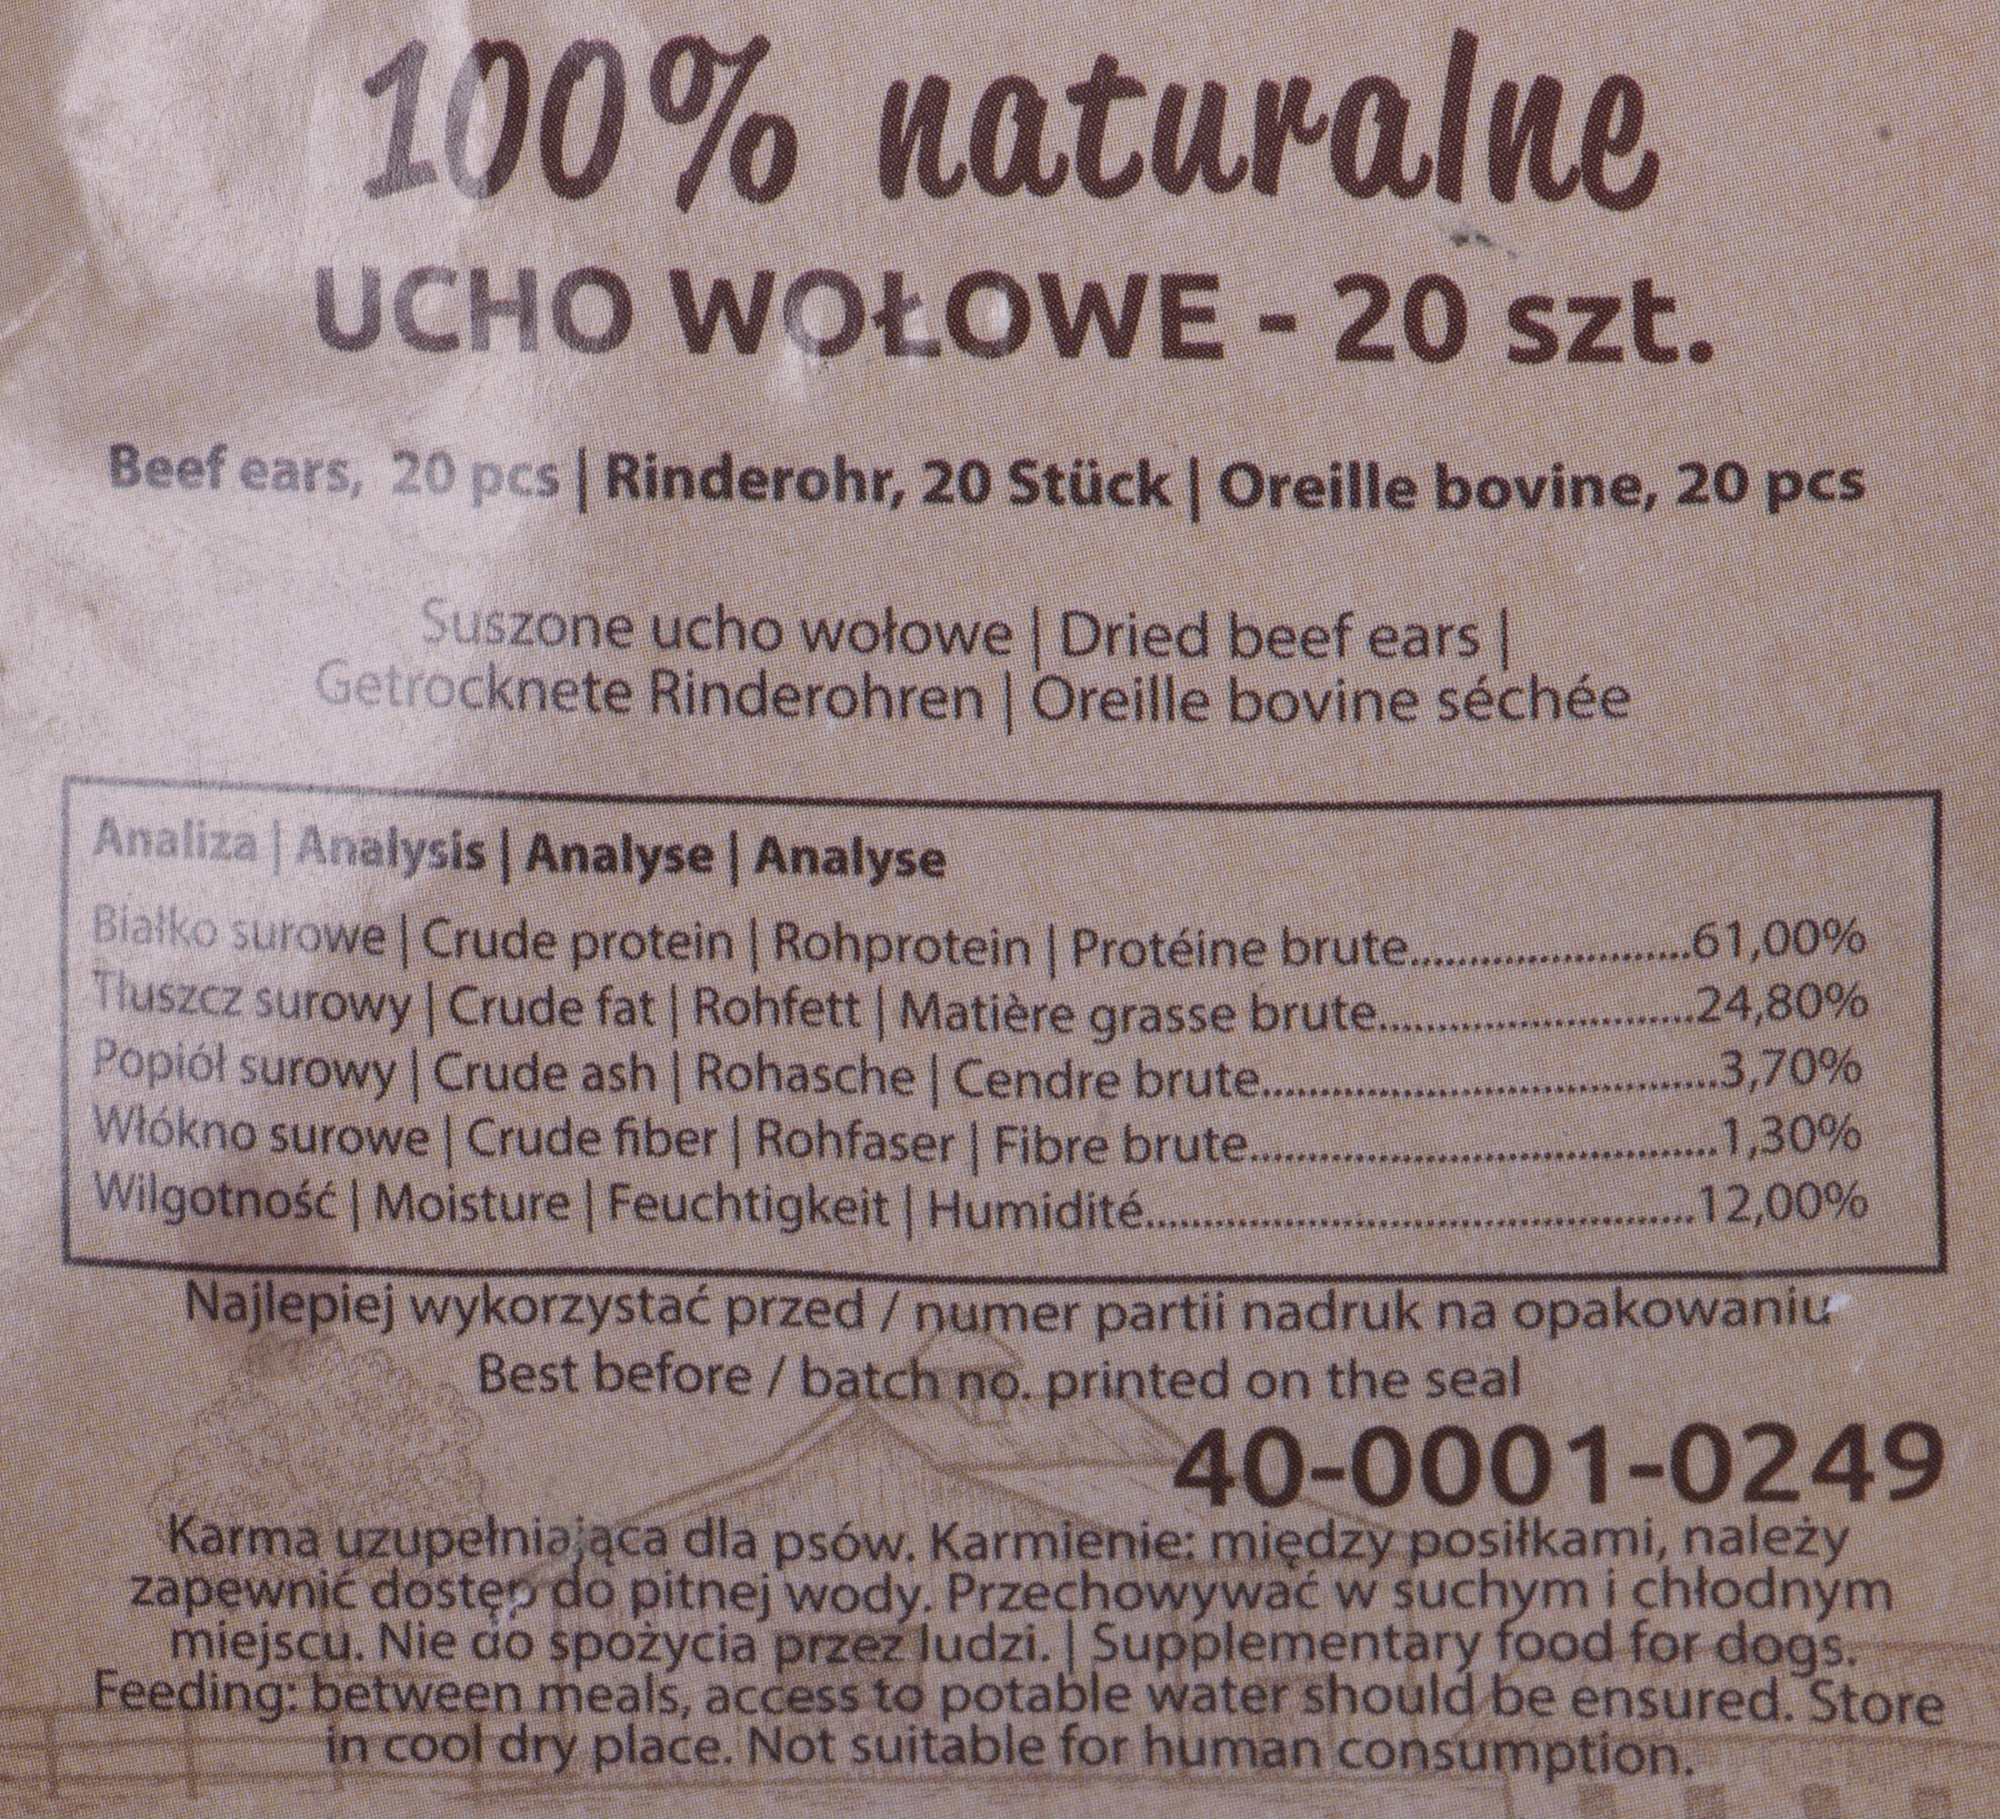 100% naturalne
UCHO WOŁOWE - 20 szt.
Beef ears, 20 pcs | Rinderohr, 20 Stück | Oreille bovine, 20 pcs
Suszone ucho wołowe | Dried beef ears |
Getrocknete Rinderohren | Oreille bovine séchée
Analiza | Analysis | Analyse | Analyse
Białko surowe | Crude protein | Rohprotein | Protéine brute........................61,00%
Tłuszcz surowy | Crude fat | Rohfett | Matière grasse brute...........................24,80%
Popiół surowy | Crude ash | Rohasche | Cendre brute.......................................3,70%
Włókno surowe | Crude fiber | Rohfaser | Fibre brute........................................1,30%
Wilgotność | Moisture | Feuchtigkeit | Humidité...............................................12,00%
Najlepiej wykorzystać przed / numer partii nadruk na opakowaniu
Best before / batch no. printed on the seal
40-0001-0249
Karma uzupełniająca dla psów. Karmienie: między posiłkami, należy
zapewnić dostęp do pitnej wody. Przechowywać w suchym i chłodnym
miejscu. Nie do spożycia przez ludzi. | Supplementary food for dogs.
Feeding: between meals, access to potable water should be ensured. Store
in cool dry place. Not suitable for human consumption.